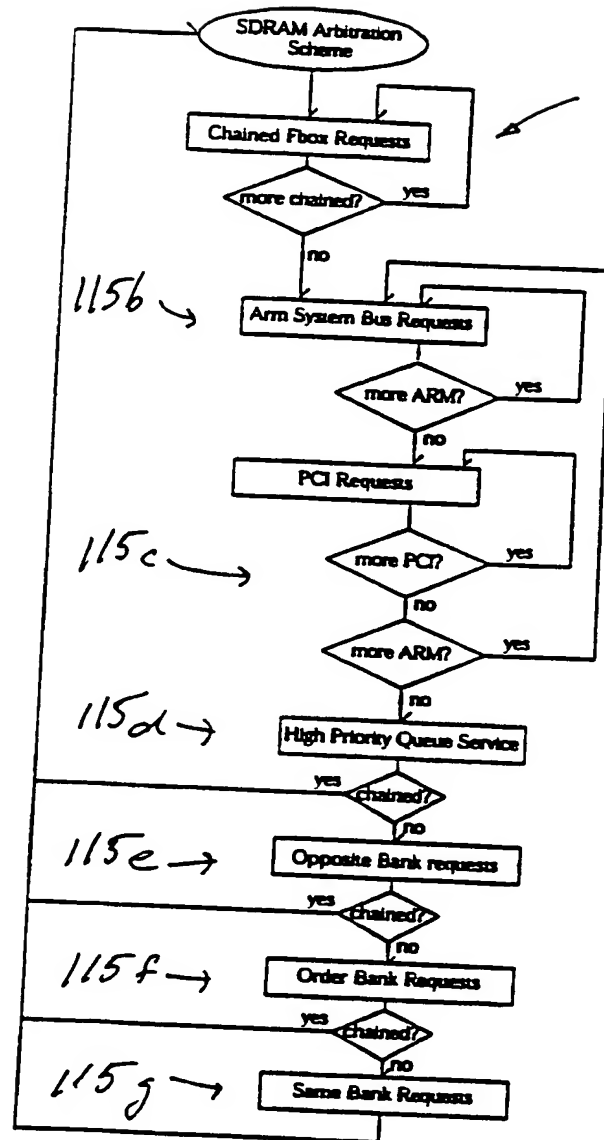 SDRAM Arbitration
Scheme
Chained Fbox Requests
more chained?
yes
no
115b
Arm System Bus Requests
more ARM?
yes
no
PCI Requests
115c
more PCI?
yes
no
more ARM?
yes
no
115d
High Priority Queue Service
yes
chained?
no
115e
Opposite Bank requests
yes
chained?
no
115f
Order Bank Requests
yes
chained?
no
115g
Same Bank Requests